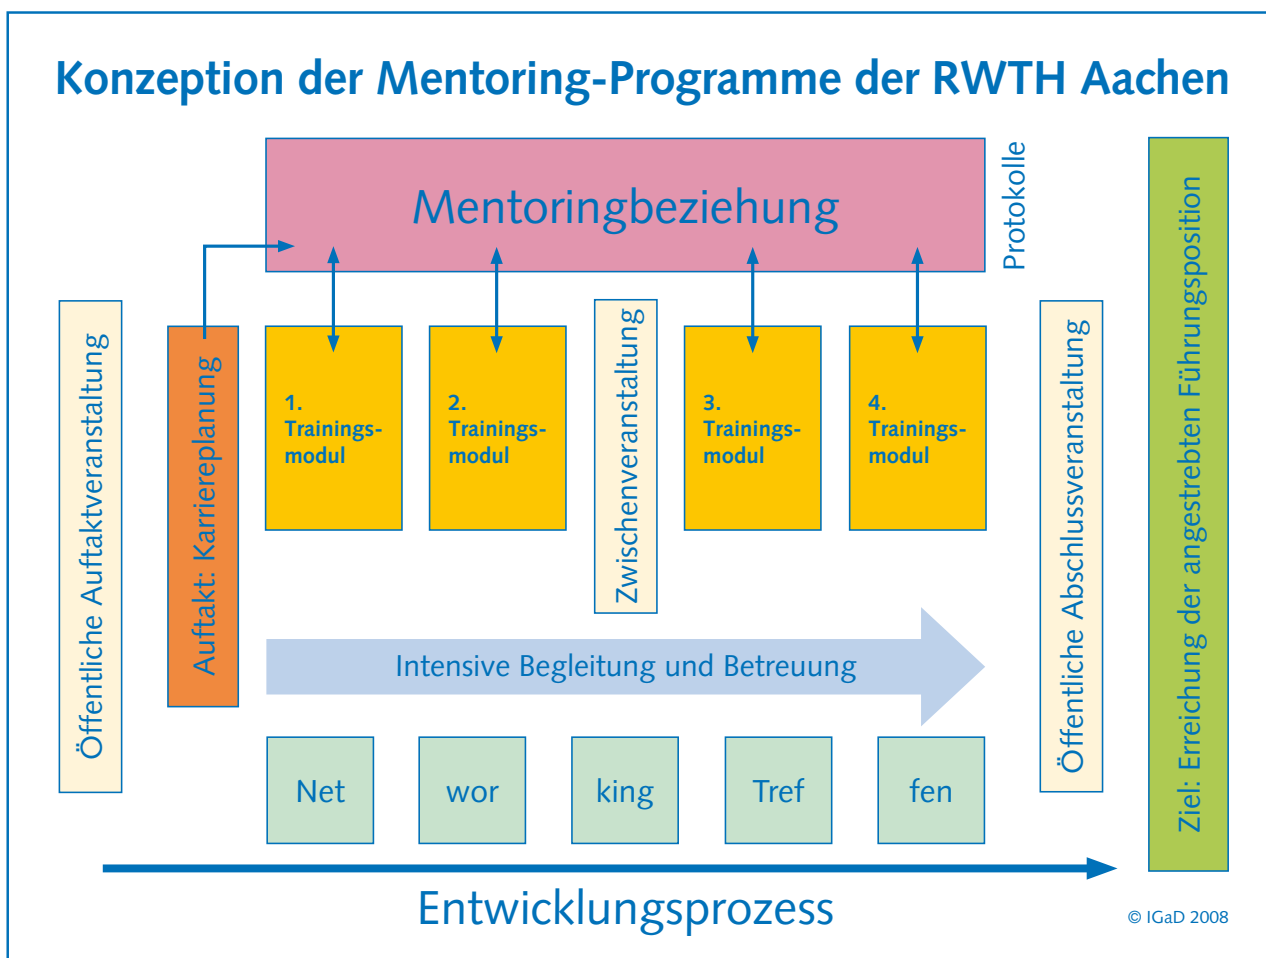 Konzeption der Mentoring-Programme der RWTH Aachen
Mentoringbeziehung
Protokolle
Öffentliche Auftaktveranstaltung
Auftakt: Karriereplanung
1.
Trainings-
modul
2.
Trainings-
modul
Zwischenveranstaltung
3.
Trainings-
modul
4.
Trainings-
modul
Öffentliche Abschlussveranstaltung
Ziel: Erreichung der angestrebten Führungsposition
Intensive Begleitung und Betreuung
Net wor king Tref fen
Entwicklungsprozess
© IGaD 2008